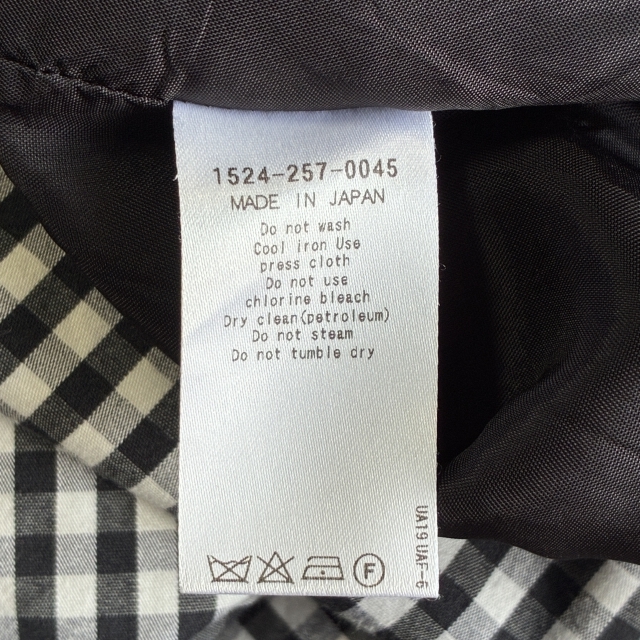 1524-257-0045
MADE IN JAPAN
Do not wash
Cool iron Use
press cloth
Do not use
chlorine bleach
Dry clean(petroleum)
Do not steam
Do not tumble dry
F
UA19UAF-6